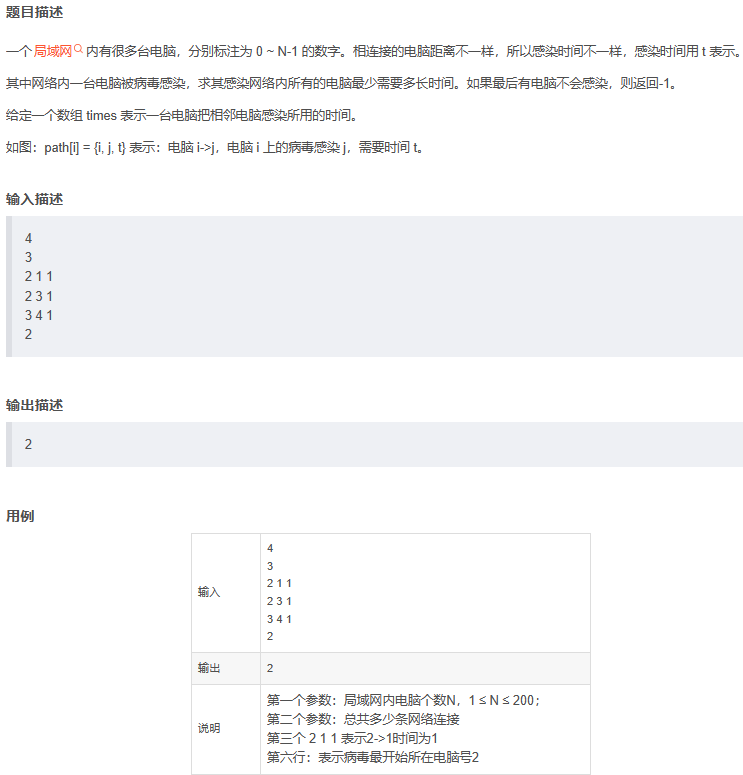 题目描述
一个局域网内有很多台电脑，分别标注为 0 ~ N-1 的数字。相连接的电脑距离不一样，所以感染时间不一样，感染时间用 t 表示。
其中网络内一台电脑被病毒感染，求其感染网络内所有的电脑最少需要多长时间。如果最后有电脑不会感染，则返回-1。
给定一个数组 times 表示一台电脑把相邻电脑感染所用的时间。
如图：path[i] = {i, j, t} 表示：电脑 i->j，电脑 i 上的病毒感染 j，需要时间 t。
输入描述
4
3
2 1 1
2 3 1
3 4 1
2
输出描述
2
用例
输入
4
3
2 1 1
2 3 1
3 4 1
2
输出
2
说明
第一个参数：局域网内电脑个数N，1 ≤ N ≤ 200；
第二个参数：总共多少条网络连接
第三个 2 1 1 表示2->1时间为1
第六行：表示病毒最开始所在电脑号2